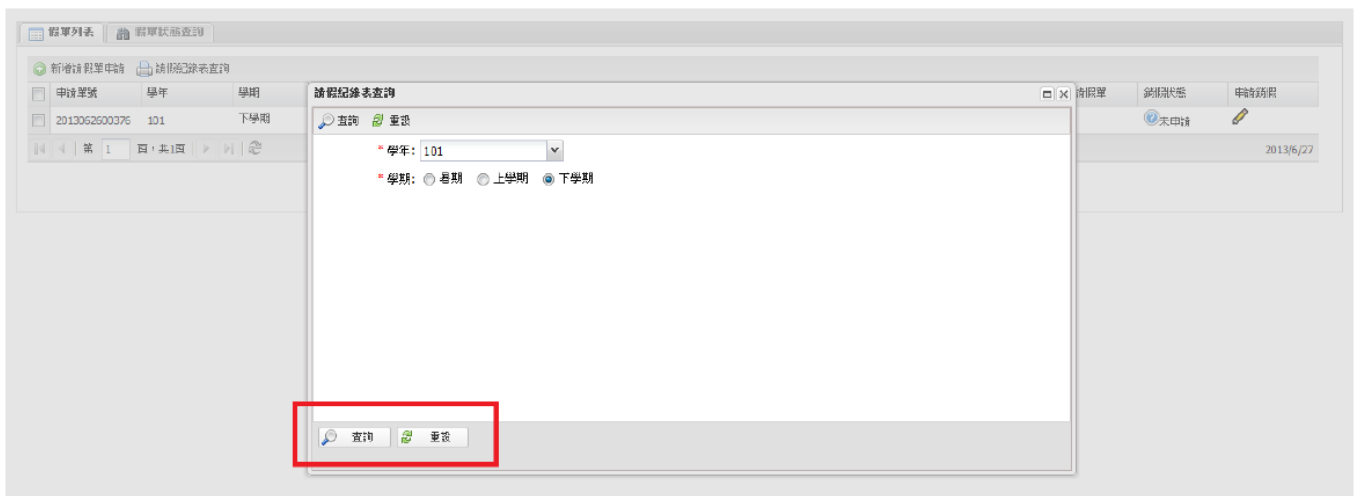 假單列表 假單狀態查詢
新增請假單申請 請假紀錄表查詢
申請單號 學年 學期 請假單 銷假狀態 申請銷假
2013062600376 101 下學期 未申請
第 1 頁，共1頁 2013/6/27
請假紀錄表查詢
查詢 重設
* 學年: 101
* 學期: 暑期 上學期 下學期
查詢 重設